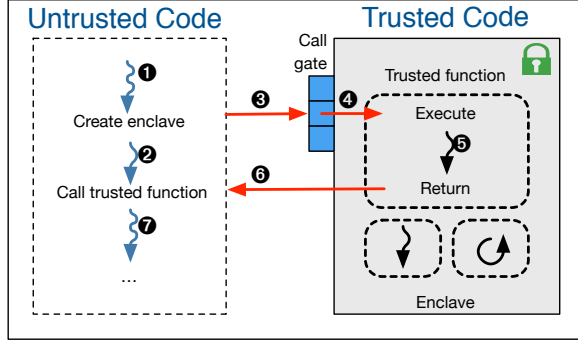 Untrusted Code
Trusted Code
❶
Create enclave
❷
Call trusted function
❼
...
❸
Call
gate
❹
Trusted function
Execute
❺
Return
❻
Enclave